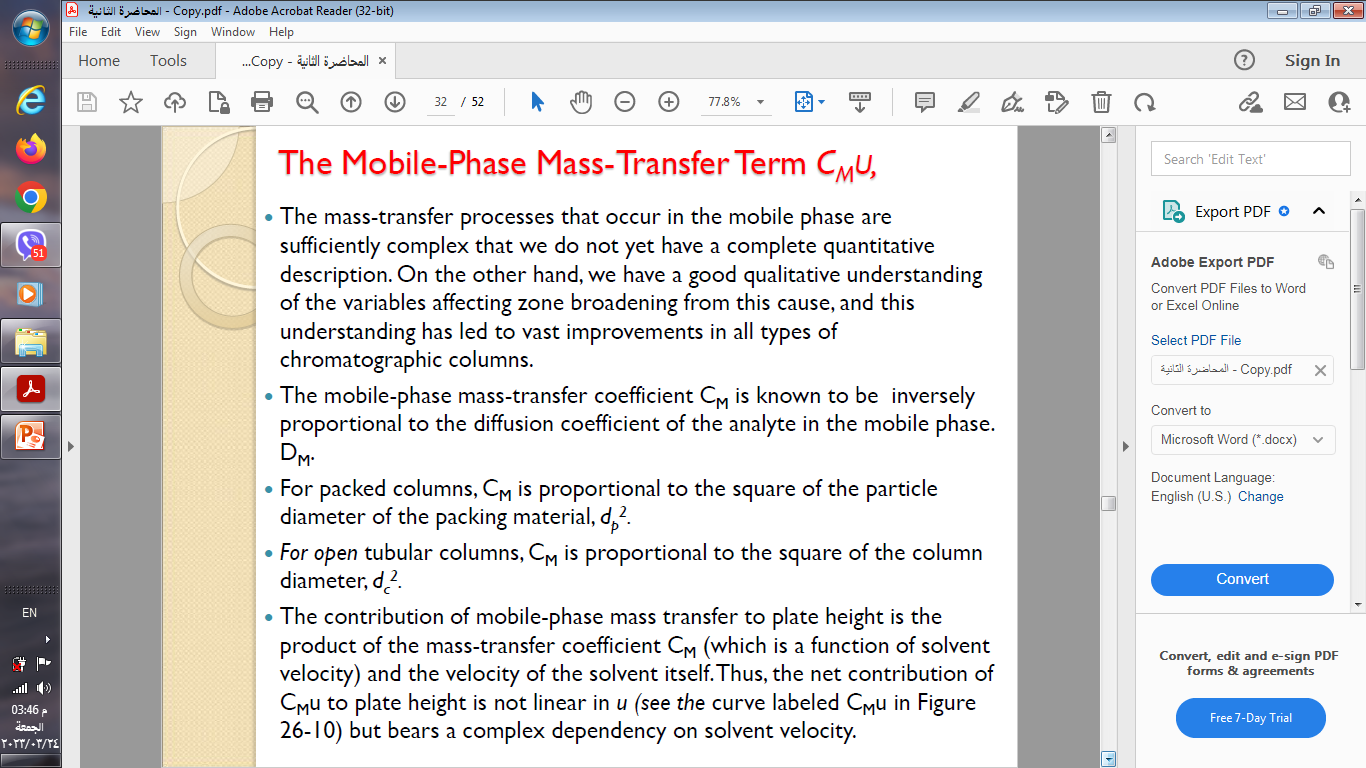 المحاضرة الثانية - Copy.pdf - Adobe Acrobat Reader (32-bit)
File Edit View Sign Window Help
Home Tools المحاضرة الثانية - Copy... × ? Sign In
32 / 52 77.8%
The Mobile-Phase Mass-Transfer Term CMU,
• The mass-transfer processes that occur in the mobile phase are
sufficiently complex that we do not yet have a complete quantitative
description. On the other hand, we have a good qualitative understanding
of the variables affecting zone broadening from this cause, and this
understanding has led to vast improvements in all types of
chromatographic columns.
• The mobile-phase mass-transfer coefficient CM is known to be inversely
proportional to the diffusion coefficient of the analyte in the mobile phase.
DM.
• For packed columns, CM is proportional to the square of the particle
diameter of the packing material, dp2.
• For open tubular columns, CM is proportional to the square of the column
diameter, dc2.
• The contribution of mobile-phase mass transfer to plate height is the
product of the mass-transfer coefficient CM (which is a function of solvent
velocity) and the velocity of the solvent itself. Thus, the net contribution of
CMu to plate height is not linear in u (see the curve labeled CMu in Figure
26-10) but bears a complex dependency on solvent velocity.
Search 'Edit Text'
Export PDF
Adobe Export PDF
Convert PDF Files to Word
or Excel Online
Select PDF File
المحاضرة الثانية - Copy.pdf
Convert to
Microsoft Word (*.docx)
Document Language:
English (U.S.) Change
Convert
Convert, edit and e-sign PDF
forms & agreements
Free 7-Day Trial
51
EN
03:46 م
الجمعة
٢٠٢٣/٠٣/٢٤